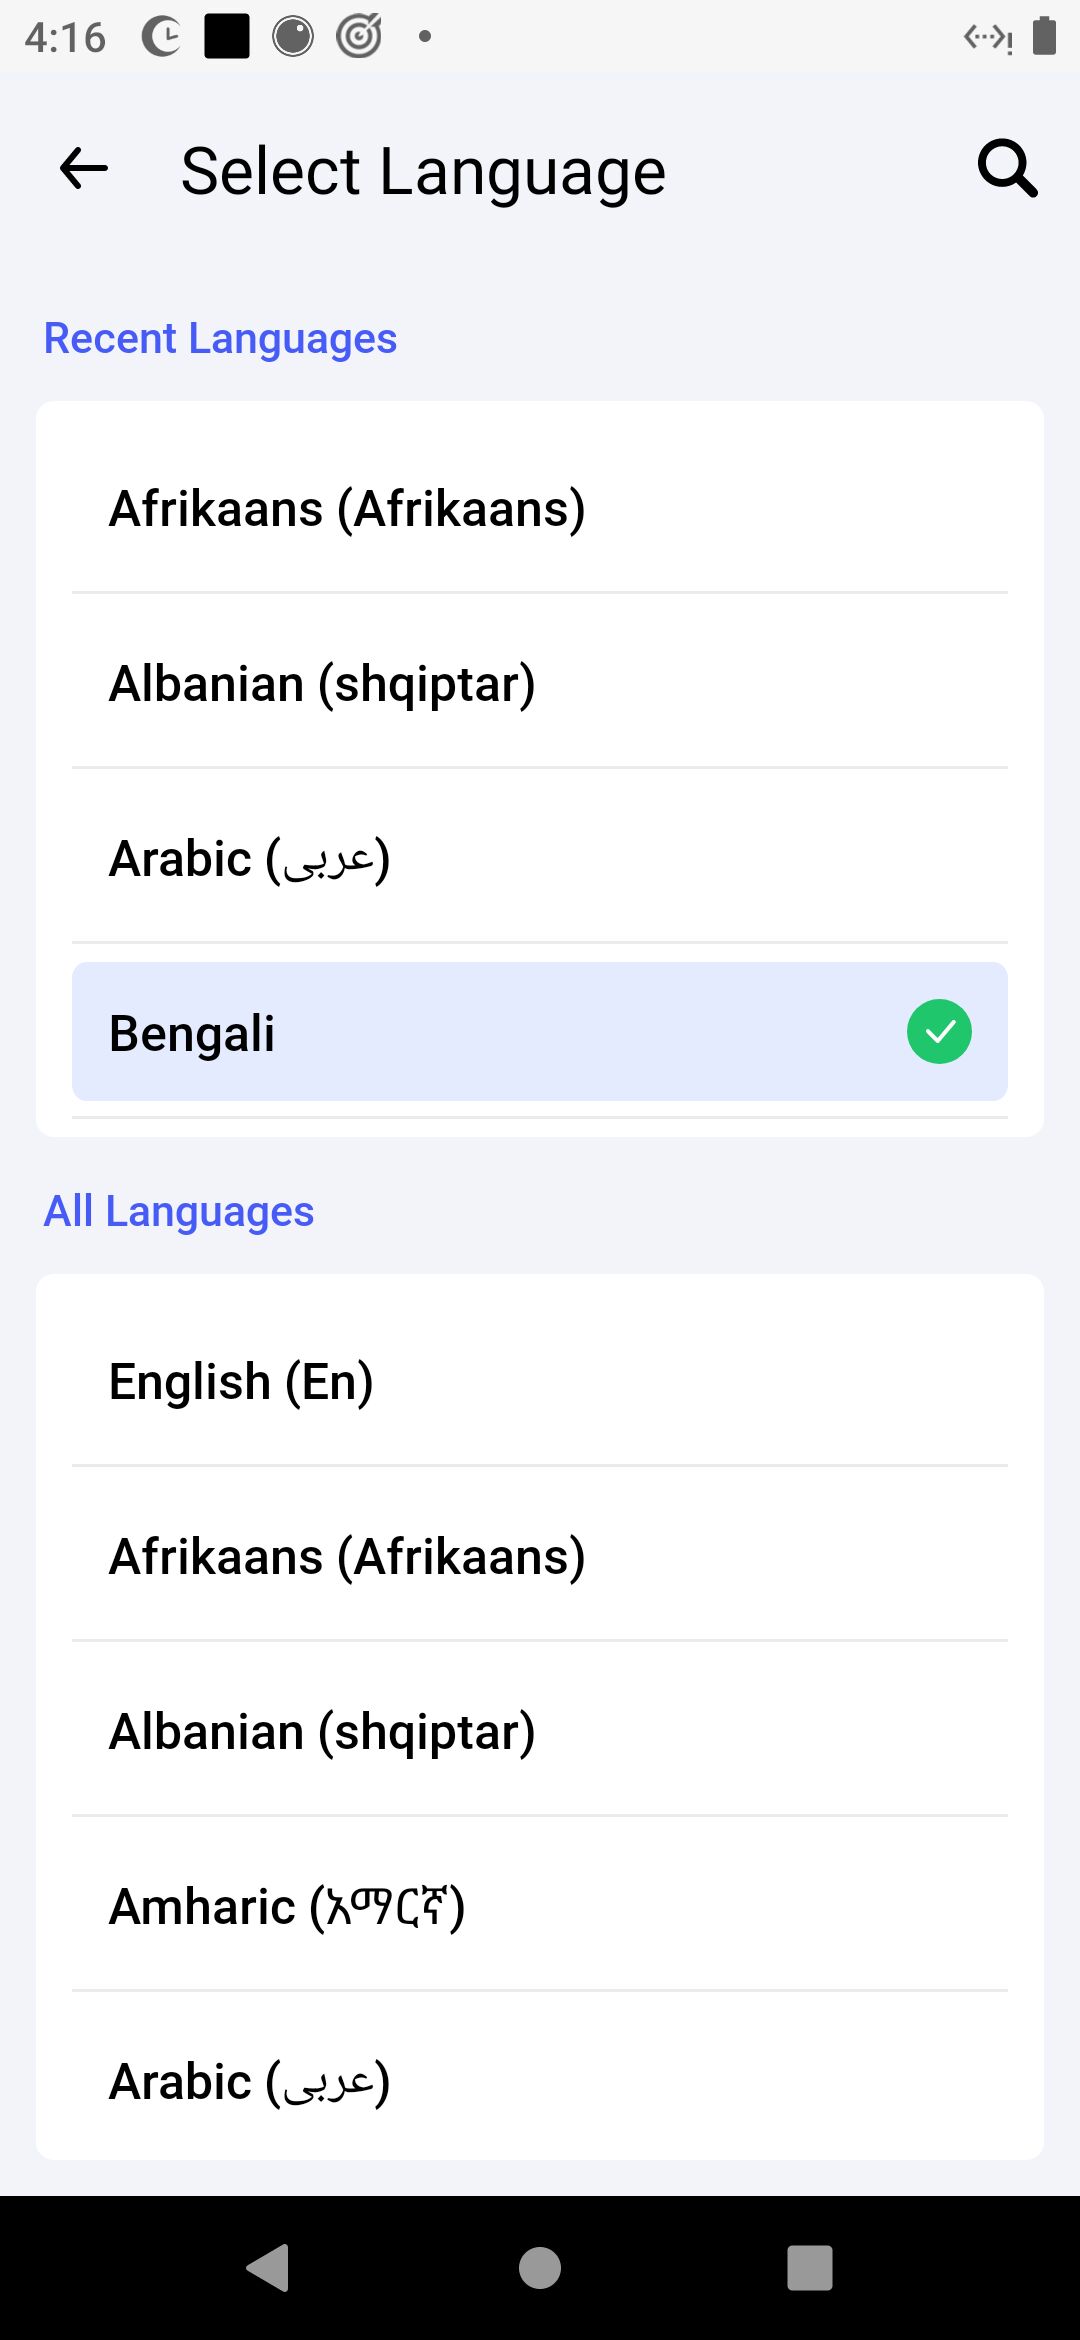 4:16
Select Language
Recent Languages
Afrikaans (Afrikaans)
Albanian (shqiptar)
Arabic (عربى)
Bengali
All Languages
English (En)
Afrikaans (Afrikaans)
Albanian (shqiptar)
Amharic (አማርኛ)
Arabic (عربى)